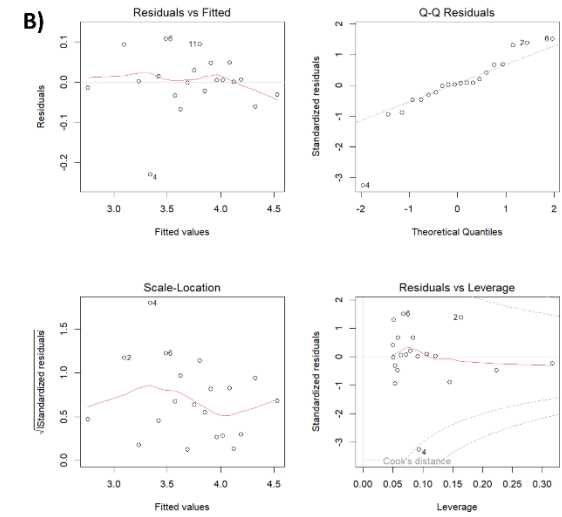 B)
Residuals vs Fitted
Residuals
0.1
0.0
-0.1
-0.2
6
11
4
3.0 3.5 4.0 4.5
Fitted values
Q-Q Residuals
Standardized residuals
2
1
0
-1
-2
-3
2
6
4
-2 -1 0 1 2
Theoretical Quantiles
Scale-Location
√|Standardized residuals|
1.5
1.0
0.5
0.0
4
2
6
3.0 3.5 4.0 4.5
Fitted values
Residuals vs Leverage
Standardized residuals
2
1
0
-1
-2
-3
6
2
4
Cook's distance
0.00 0.05 0.10 0.15 0.20 0.25 0.30
Leverage